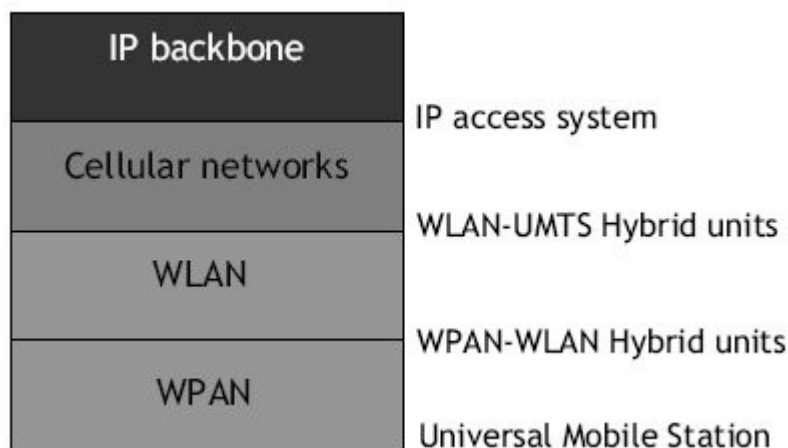 IP backbone
IP access system
Cellular networks
WLAN-UMTS Hybrid units
WLAN
WPAN-WLAN Hybrid units
WPAN
Universal Mobile Station